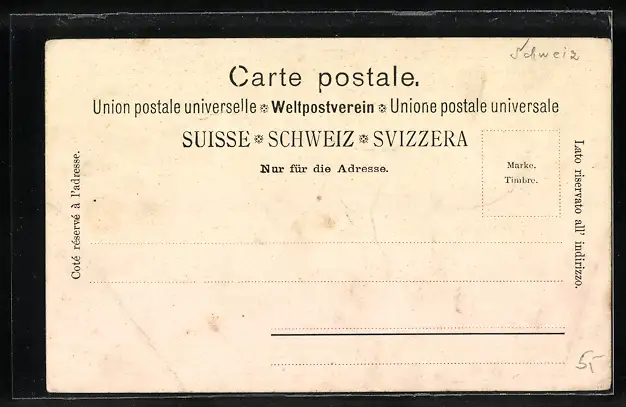 Schweiz
Carte postale.
Union postale universelle ※ Weltpostverein ※ Unione postale universale
SUISSE ※ SCHWEIZ ※ SVIZZERA
Nur für die Adresse.
Marke.
Timbre.
Coté réservé à l'adresse.
Lato riservato all' indirizzo.
5,-